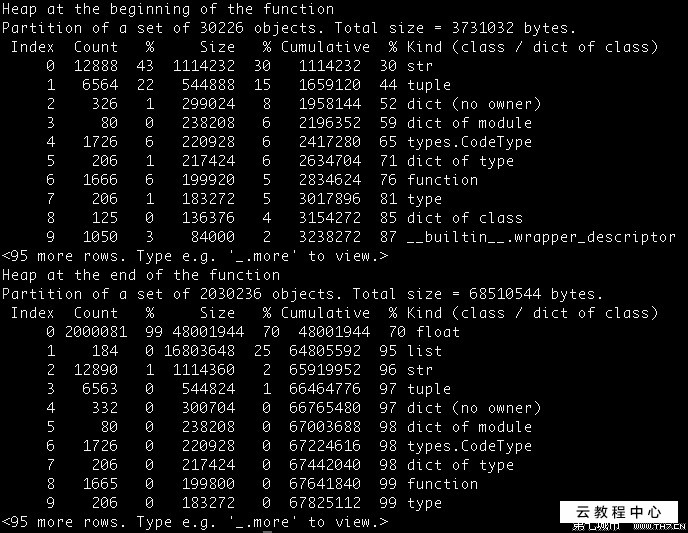 Heap at the beginning of the function
Partition of a set of 30226 objects. Total size = 3731032 bytes.
 Index  Count   %     Size   % Cumulative  % Kind (class / dict of class)
     0  12888  43  1114232  30   1114232  30 str
     1   6564  22   544888  15   1659120  44 tuple
     2    326   1   299024   8   1958144  52 dict (no owner)
     3     80   0   238208   6   2196352  59 dict of module
     4   1726   6   220928   6   2417280  65 types.CodeType
     5    206   1   217424   6   2634704  71 dict of type
     6   1666   6   199920   5   2834624  76 function
     7    206   1   183272   5   3017896  81 type
     8    125   0   136376   4   3154272  85 dict of class
     9   1050   3    84000   2   3238272  87 __builtin__.wrapper_descriptor
<95 more rows. Type e.g. '_.more' to view.>
Heap at the end of the function
Partition of a set of 2030236 objects. Total size = 68510544 bytes.
 Index  Count   %     Size   % Cumulative  % Kind (class / dict of class)
     0 2000081  99 48001944  70  48001944  70 float
     1    184   0 16803648  25  64805592  95 list
     2  12890   1  1114360   2  65919952  96 str
     3   6563   0   544824   1  66464776  97 tuple
     4    332   0   300704   0  66765480  97 dict (no owner)
     5     80   0   238208   0  67003688  98 dict of module
     6   1726   0   220928   0  67224616  98 types.CodeType
     7    206   0   217424   0  67442040  98 dict of type
     8   1665   0   199800   0  67641840  99 function
     9    206   0   183272   0  67825112  99 type
<95 more rows. Type e.g. '_.more' to view.>
云教程中心
第七城市 www.TH7.CN